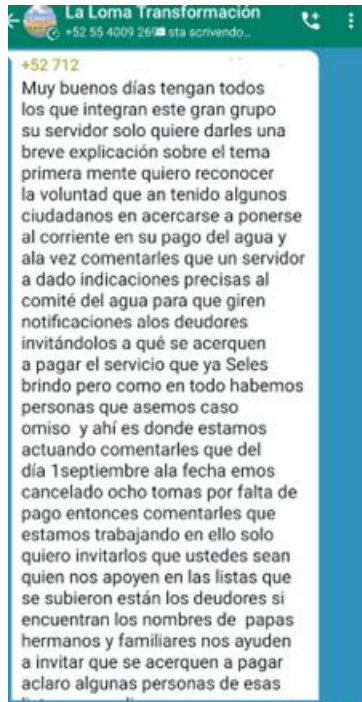 La Loma Transformación
+52 55 4009 269 sta scrivendo...
+52 712
Muy buenos días tengan todos
los que integran este gran grupo
su servidor solo quiere darles una
breve explicación sobre el tema
primera mente quiero reconocer
la voluntad que an tenido algunos
ciudadanos en acercarse a ponerse
al corriente en su pago del agua y
ala vez comentarles que un servidor
a dado indicaciones precisas al
comité del agua para que giren
notificaciones alos deudores
invitándolos a qué se acerquen
a pagar el servicio que ya Seles
brindo pero como en todo habemos
personas que asemos caso
omiso y ahí es donde estamos
actuando comentarles que del
día 1septiembre ala fecha emos
cancelado ocho tomas por falta de
pago entonces comentarles que
estamos trabajando en ello solo
quiero invitarlos que ustedes sean
quien nos apoyen en las listas que
se subieron están los deudores si
encuentran los nombres de papas
hermanos y familiares nos ayuden
a invitar que se acerquen a pagar
aclaro algunas personas de esas